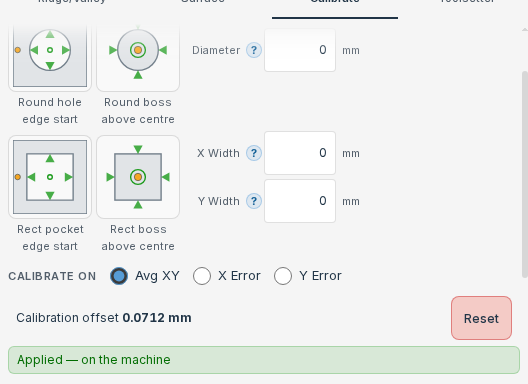 Diameter ? 0 mm
Round hole
edge start
Round boss
above centre
X Width ? 0 mm
Y Width ? 0 mm
Rect pocket
edge start
Rect boss
above centre
CALIBRATE ON Avg XY X Error Y Error
Calibration offset 0.0712 mm
Reset
Applied — on the machine